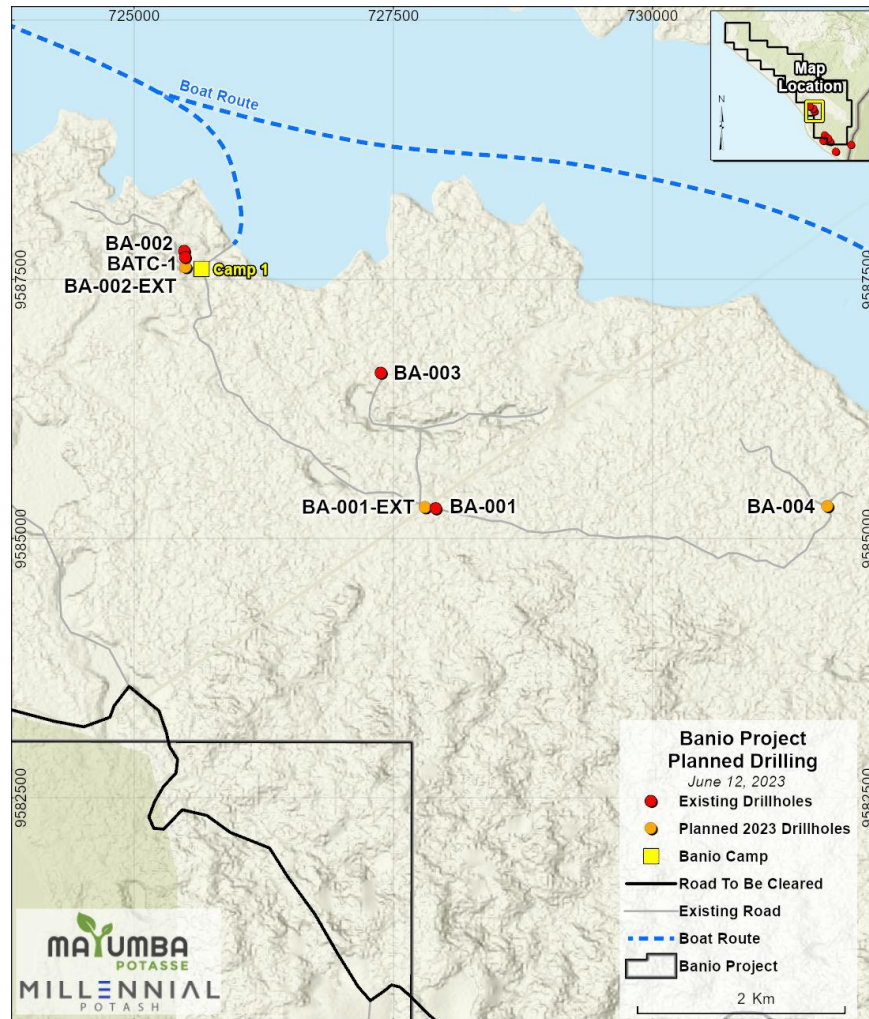 725000
727500
730000
Boat Route
Map
Location
N
BA-002
BATC-1
BA-002-EXT
Camp 1
9587500
9587500
BA-003
BA-001-EXT
BA-001
BA-004
9585000
9585000
9582500
9582500
Banio Project
Planned Drilling
June 12, 2023
Existing Drillholes
Planned 2023 Drillholes
Banio Camp
Road To Be Cleared
Existing Road
Boat Route
Banio Project
2 Km
MAYUMBA
POTASSE
MILLENNIAL
POTASH